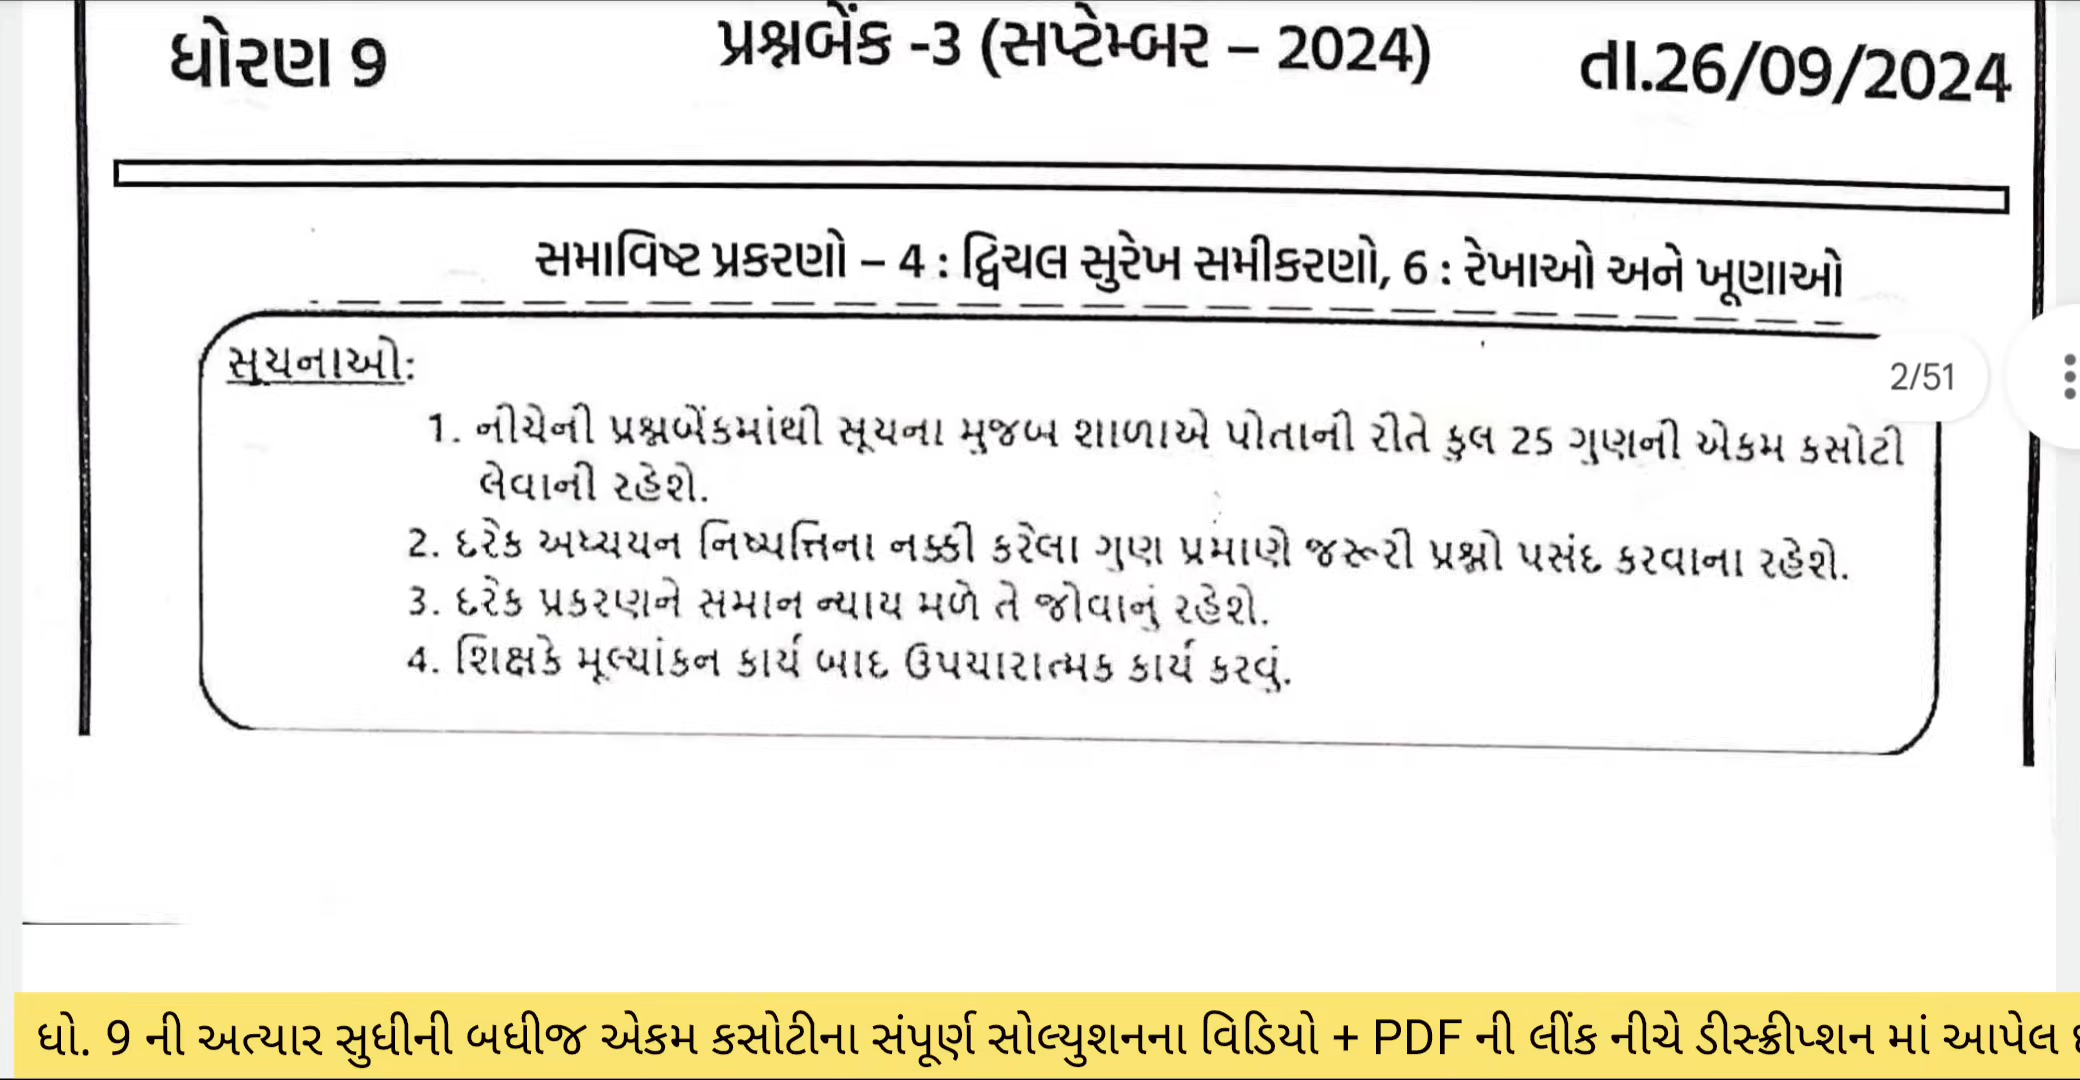 ધોરણ 9 પ્રશ્નબેંક -3 (સપ્ટેમ્બર – 2024) તા.26/09/2024
સમાવિષ્ટ પ્રકરણો – 4 : દ્વિચલ સુરેખ સમીકરણો, 6 : રેખાઓ અને ખૂણાઓ
સૂચનાઓ:
2/51
1. નીચેની પ્રશ્નબેંકમાંથી સૂચના મુજબ શાળાએ પોતાની રીતે કુલ 25 ગુણની એકમ કસોટી
લેવાની રહેશે.
2. દરેક અધ્યયન નિષ્પત્તિના નક્કી કરેલા ગુણ પ્રમાણે જરૂરી પ્રશ્નો પસંદ કરવાના રહેશે.
3. દરેક પ્રકરણને સમાન ન્યાય મળે તે જોવાનું રહેશે.
4. શિક્ષકે મૂલ્યાંકન કાર્ય બાદ ઉપચારાત્મક કાર્ય કરવું.
ધો. 9 ની અત્યાર સુધીની બધીજ એકમ કસોટીના સંપૂર્ણ સોલ્યુશનના વિડિયો + PDF ની લીંક નીચે ડીસ્ક્રીપ્શન માં આપેલ